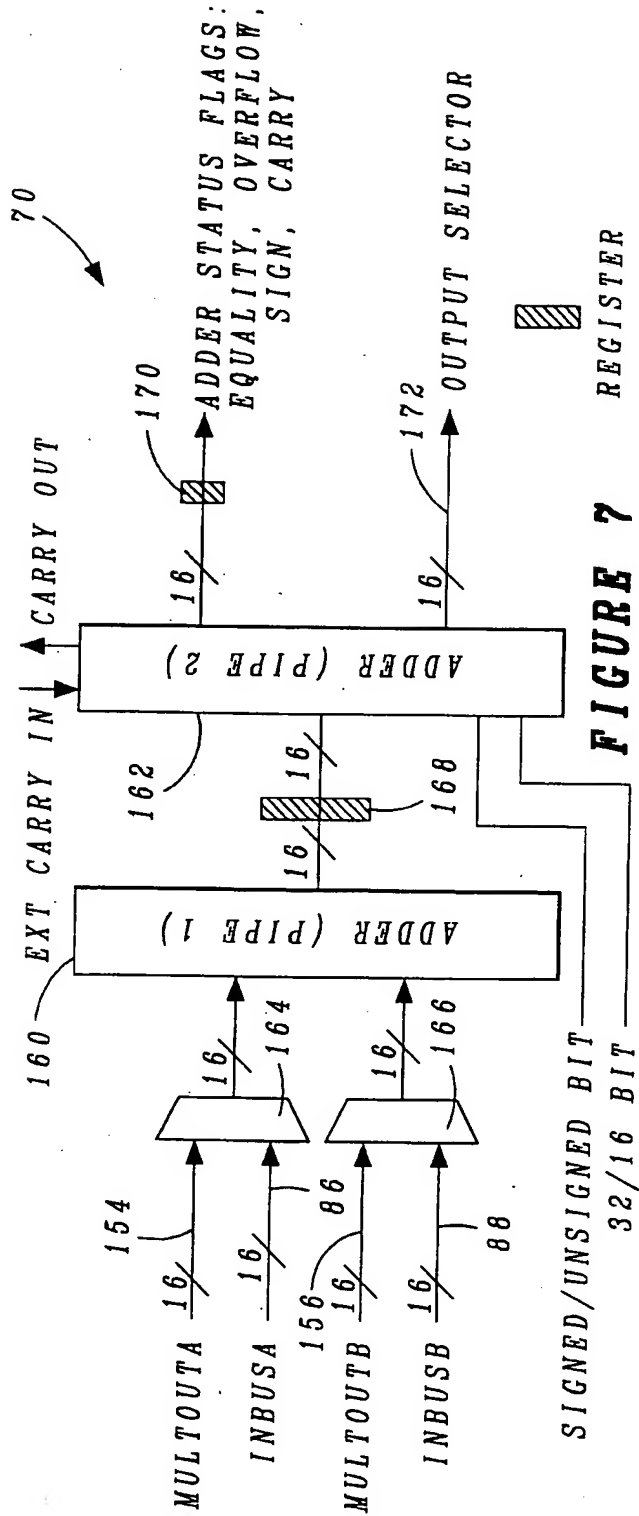 70
ADDER STATUS FLAGS:
EQUALITY, OVERFLOW,
SIGN, CARRY
170
16
EXT CARRY IN
CARRY OUT
160
162
ADDER (PIPE 1)
ADDER (PIPE 2)
MULTOUTA
16
154
INBUSA
16
86
16
164
MULTOUTB
16
156
INBUSB
16
88
16
166
16
16
168
16
172
OUTPUT SELECTOR
SIGNED/UNSIGNED BIT
32/16 BIT
REGISTER
FIGURE 7